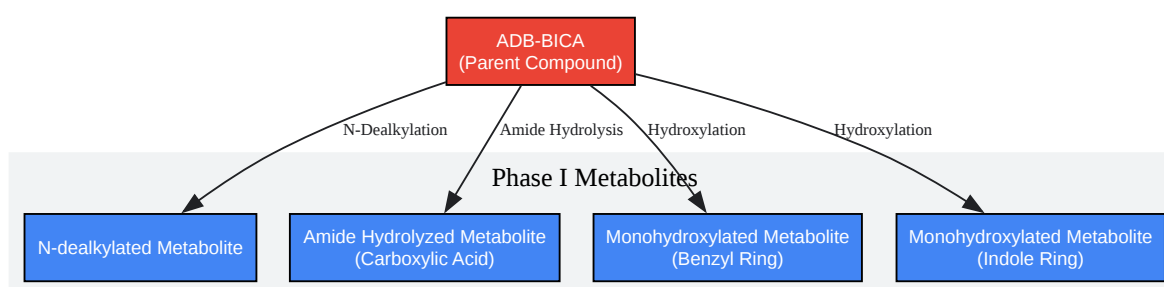 ADB-BICA
(Parent Compound)
N-Dealkylation
Amide Hydrolysis
Hydroxylation
Hydroxylation
Phase I Metabolites
N-dealkylated Metabolite
Amide Hydrolyzed Metabolite
(Carboxylic Acid)
Monohydroxylated Metabolite
(Benzyl Ring)
Monohydroxylated Metabolite
(Indole Ring)